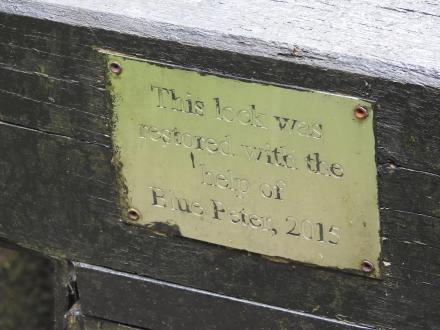 This lock was
restored with the
help of
Blue Peter, 2015